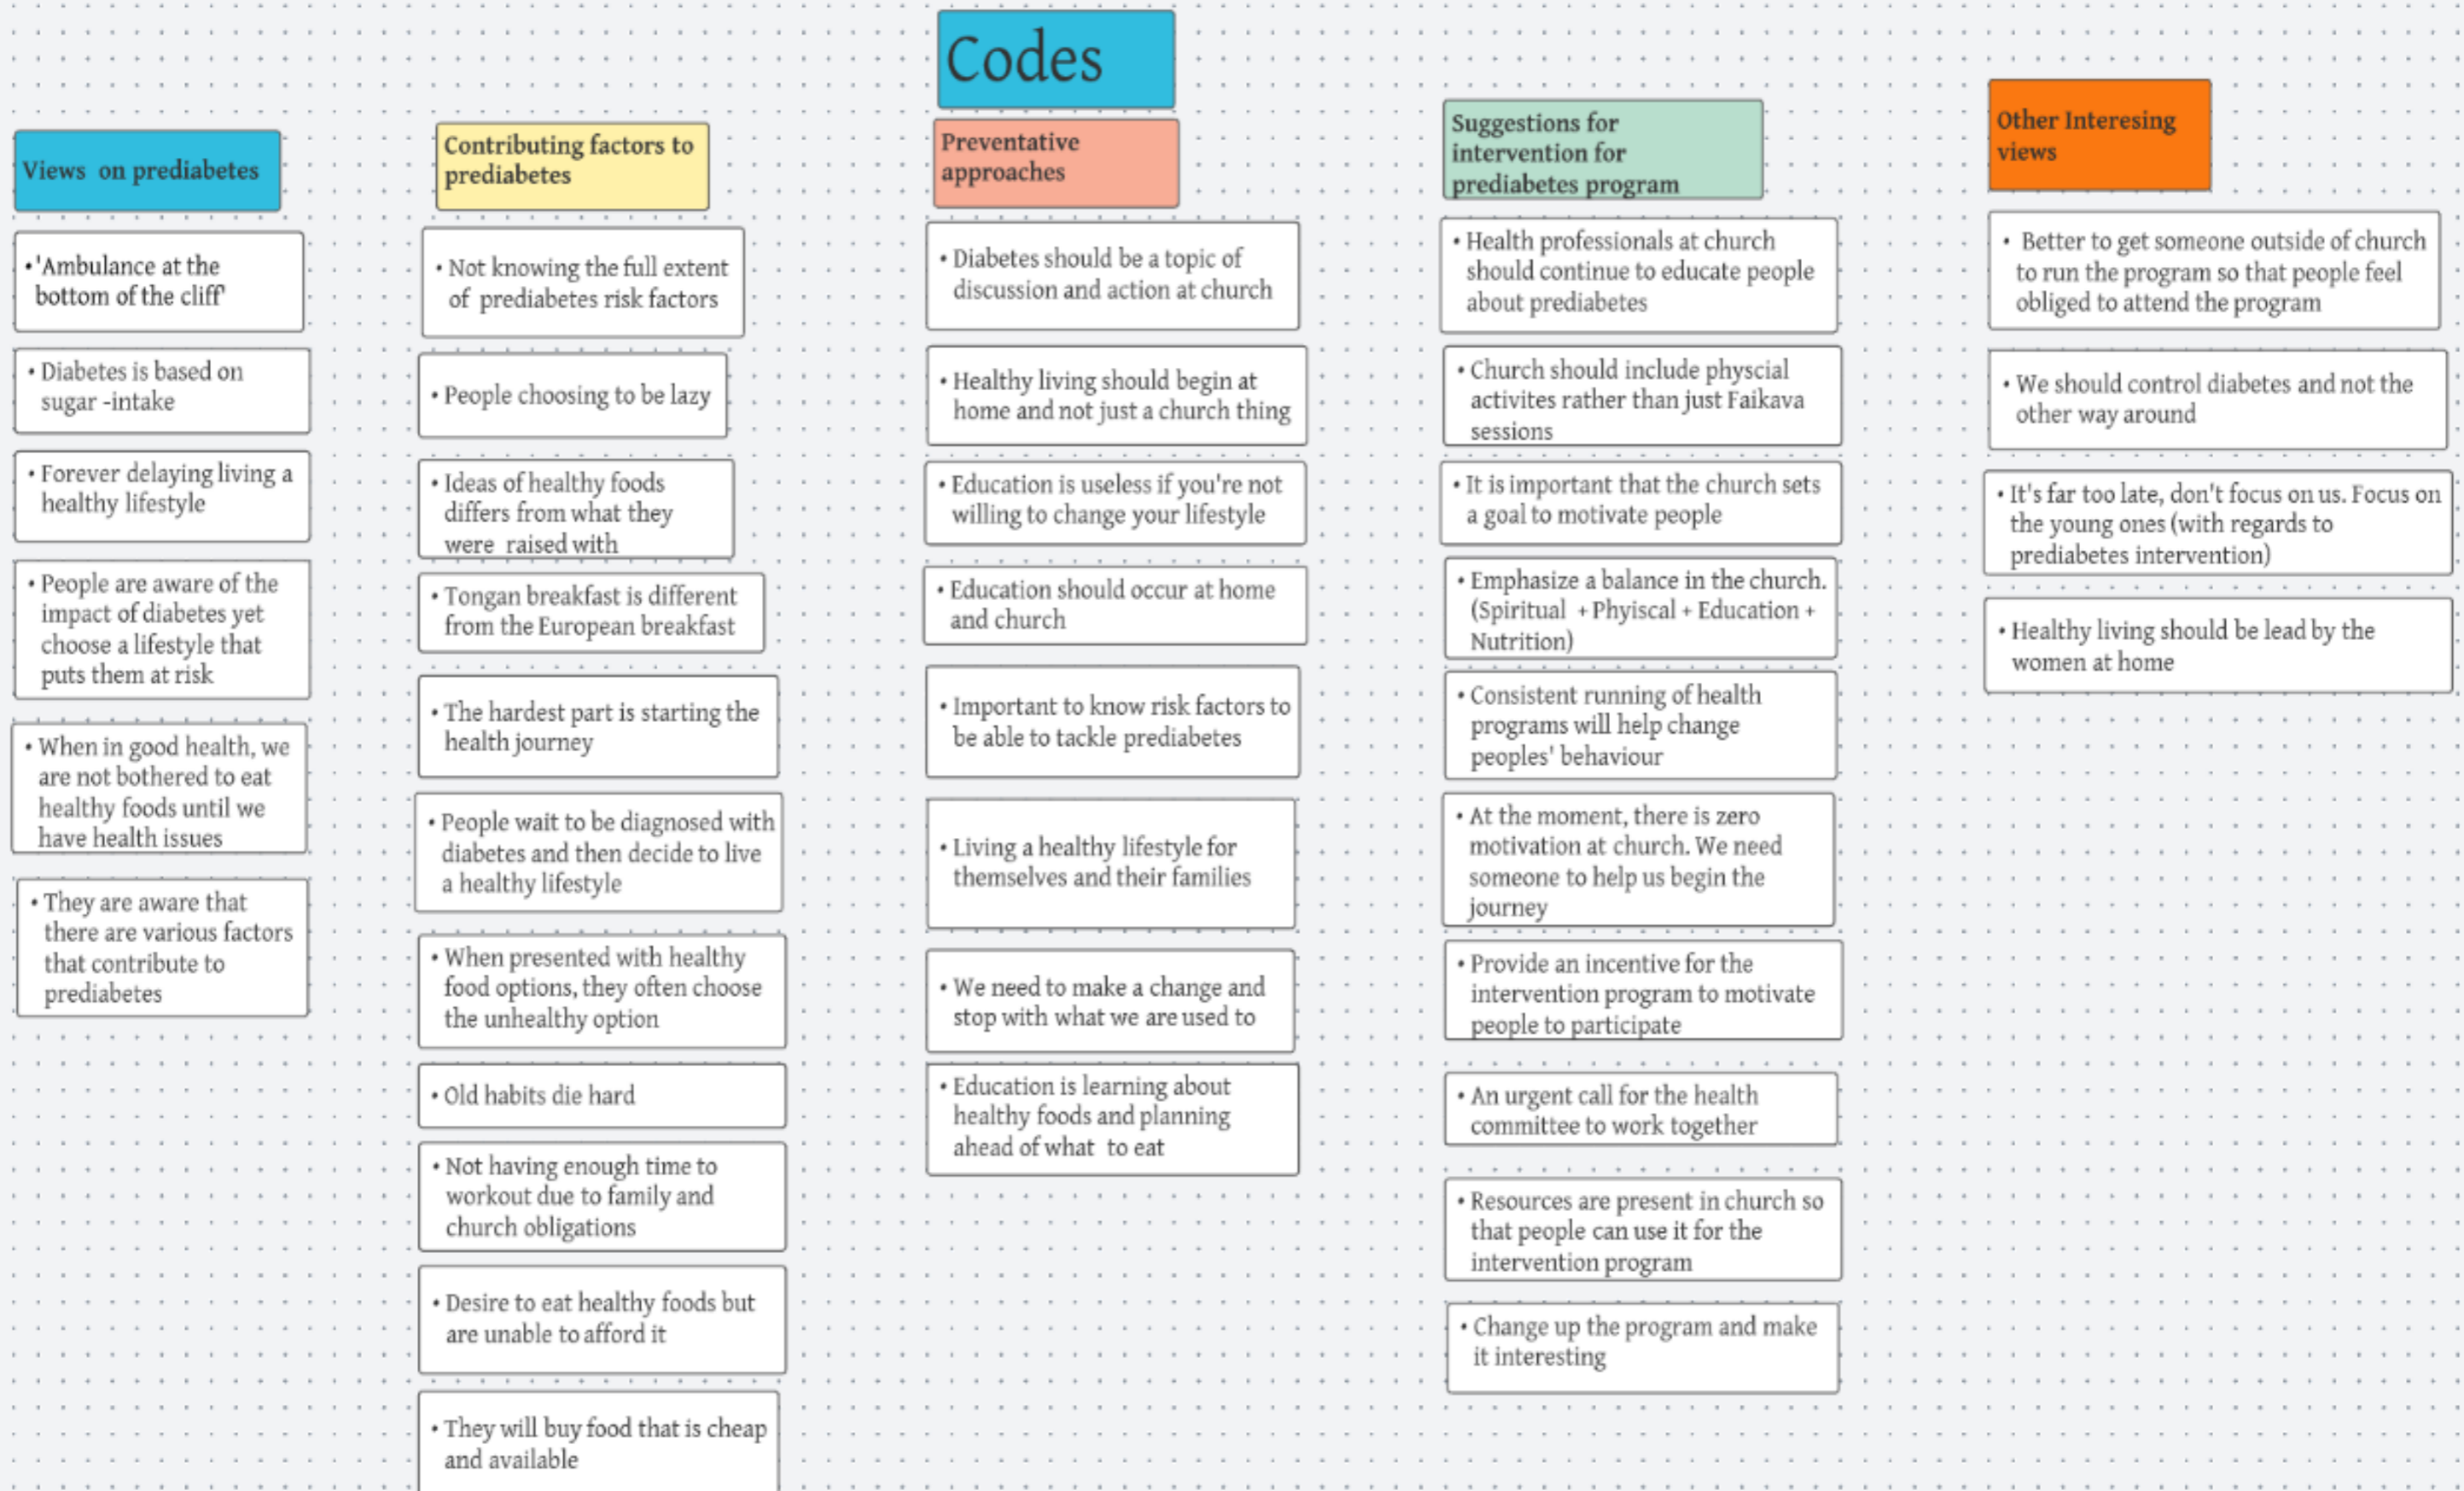 Codes
Views  on prediabetes
• 'Ambulance at the
bottom of the cliff'
• Diabetes is based on
sugar -intake
• Forever delaying living a
healthy lifestyle
• People are aware of the
impact of diabetes yet
choose a lifestyle that
puts them at risk
• When in good health, we
are not bothered to eat
healthy foods until we
have health issues
• They are aware that
there are various factors
that contribute to
prediabetes
Contributing factors to
prediabetes
• Not knowing the full extent
of  prediabetes risk factors
• People choosing to be lazy
• Ideas of healthy foods
differs from what they
were  raised with
• Tongan breakfast is different
from the European breakfast
• The hardest part is starting the
health journey
• People wait to be diagnosed with
diabetes and then decide to live
a healthy lifestyle
• When presented with healthy
food options, they often choose
the unhealthy option
• Old habits die hard
• Not having enough time to
workout due to family and
church obligations
• Desire to eat healthy foods but
are unable to afford it
• They will buy food that is cheap
and available
Preventative
approaches
• Diabetes should be a topic of
discussion and action at church
• Healthy living should begin at
home and not just a church thing
• Education is useless if you're not
willing to change your lifestyle
• Education should occur at home
and church
• Important to know risk factors to
be able to tackle prediabetes
• Living a healthy lifestyle for
themselves and their families
• We need to make a change and
stop with what we are used to
• Education is learning about
healthy foods and planning
ahead of what  to eat
Suggestions for
intervention for
prediabetes program
• Health professionals at church
should continue to educate people
about prediabetes
• Church should include physcial
activites rather than just Faikava
sessions
• It is important that the church sets
a goal to motivate people
• Emphasize a balance in the church.
(Spiritual  + Phyiscal + Education +
Nutrition)
• Consistent running of health
programs will help change
peoples' behaviour
• At the moment, there is zero
motivation at church. We need
someone to help us begin the
journey
• Provide an incentive for the
intervention program to motivate
people to participate
• An urgent call for the health
committee to work together
• Resources are present in church so
that people can use it for the
intervention program
• Change up the program and make
it interesting
Other Interesing
views
• Better to get someone outside of church
to run the program so that people feel
obliged to attend the program
• We should control diabetes and not the
other way around
• It's far too late, don't focus on us. Focus on
the young ones (with regards to
prediabetes intervention)
• Healthy living should be lead by the
women at home